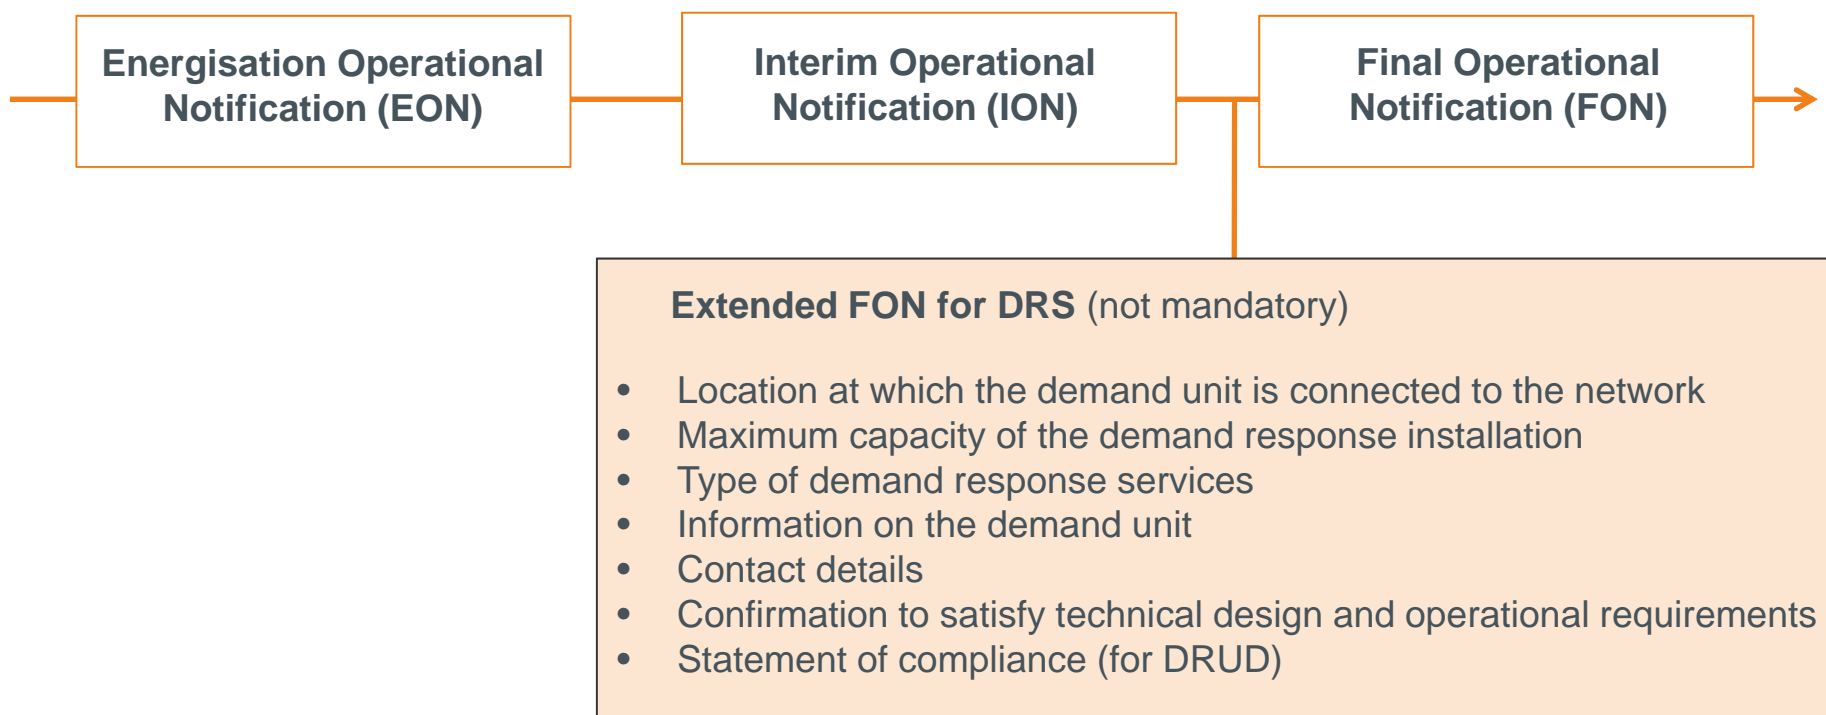 Energisation Operational
Notification (EON)
Interim Operational
Notification (ION)
Final Operational
Notification (FON)
Extended FON for DRS (not mandatory)
• Location at which the demand unit is connected to the network
• Maximum capacity of the demand response installation
• Type of demand response services
• Information on the demand unit
• Contact details
• Confirmation to satisfy technical design and operational requirements
• Statement of compliance (for DRUD)